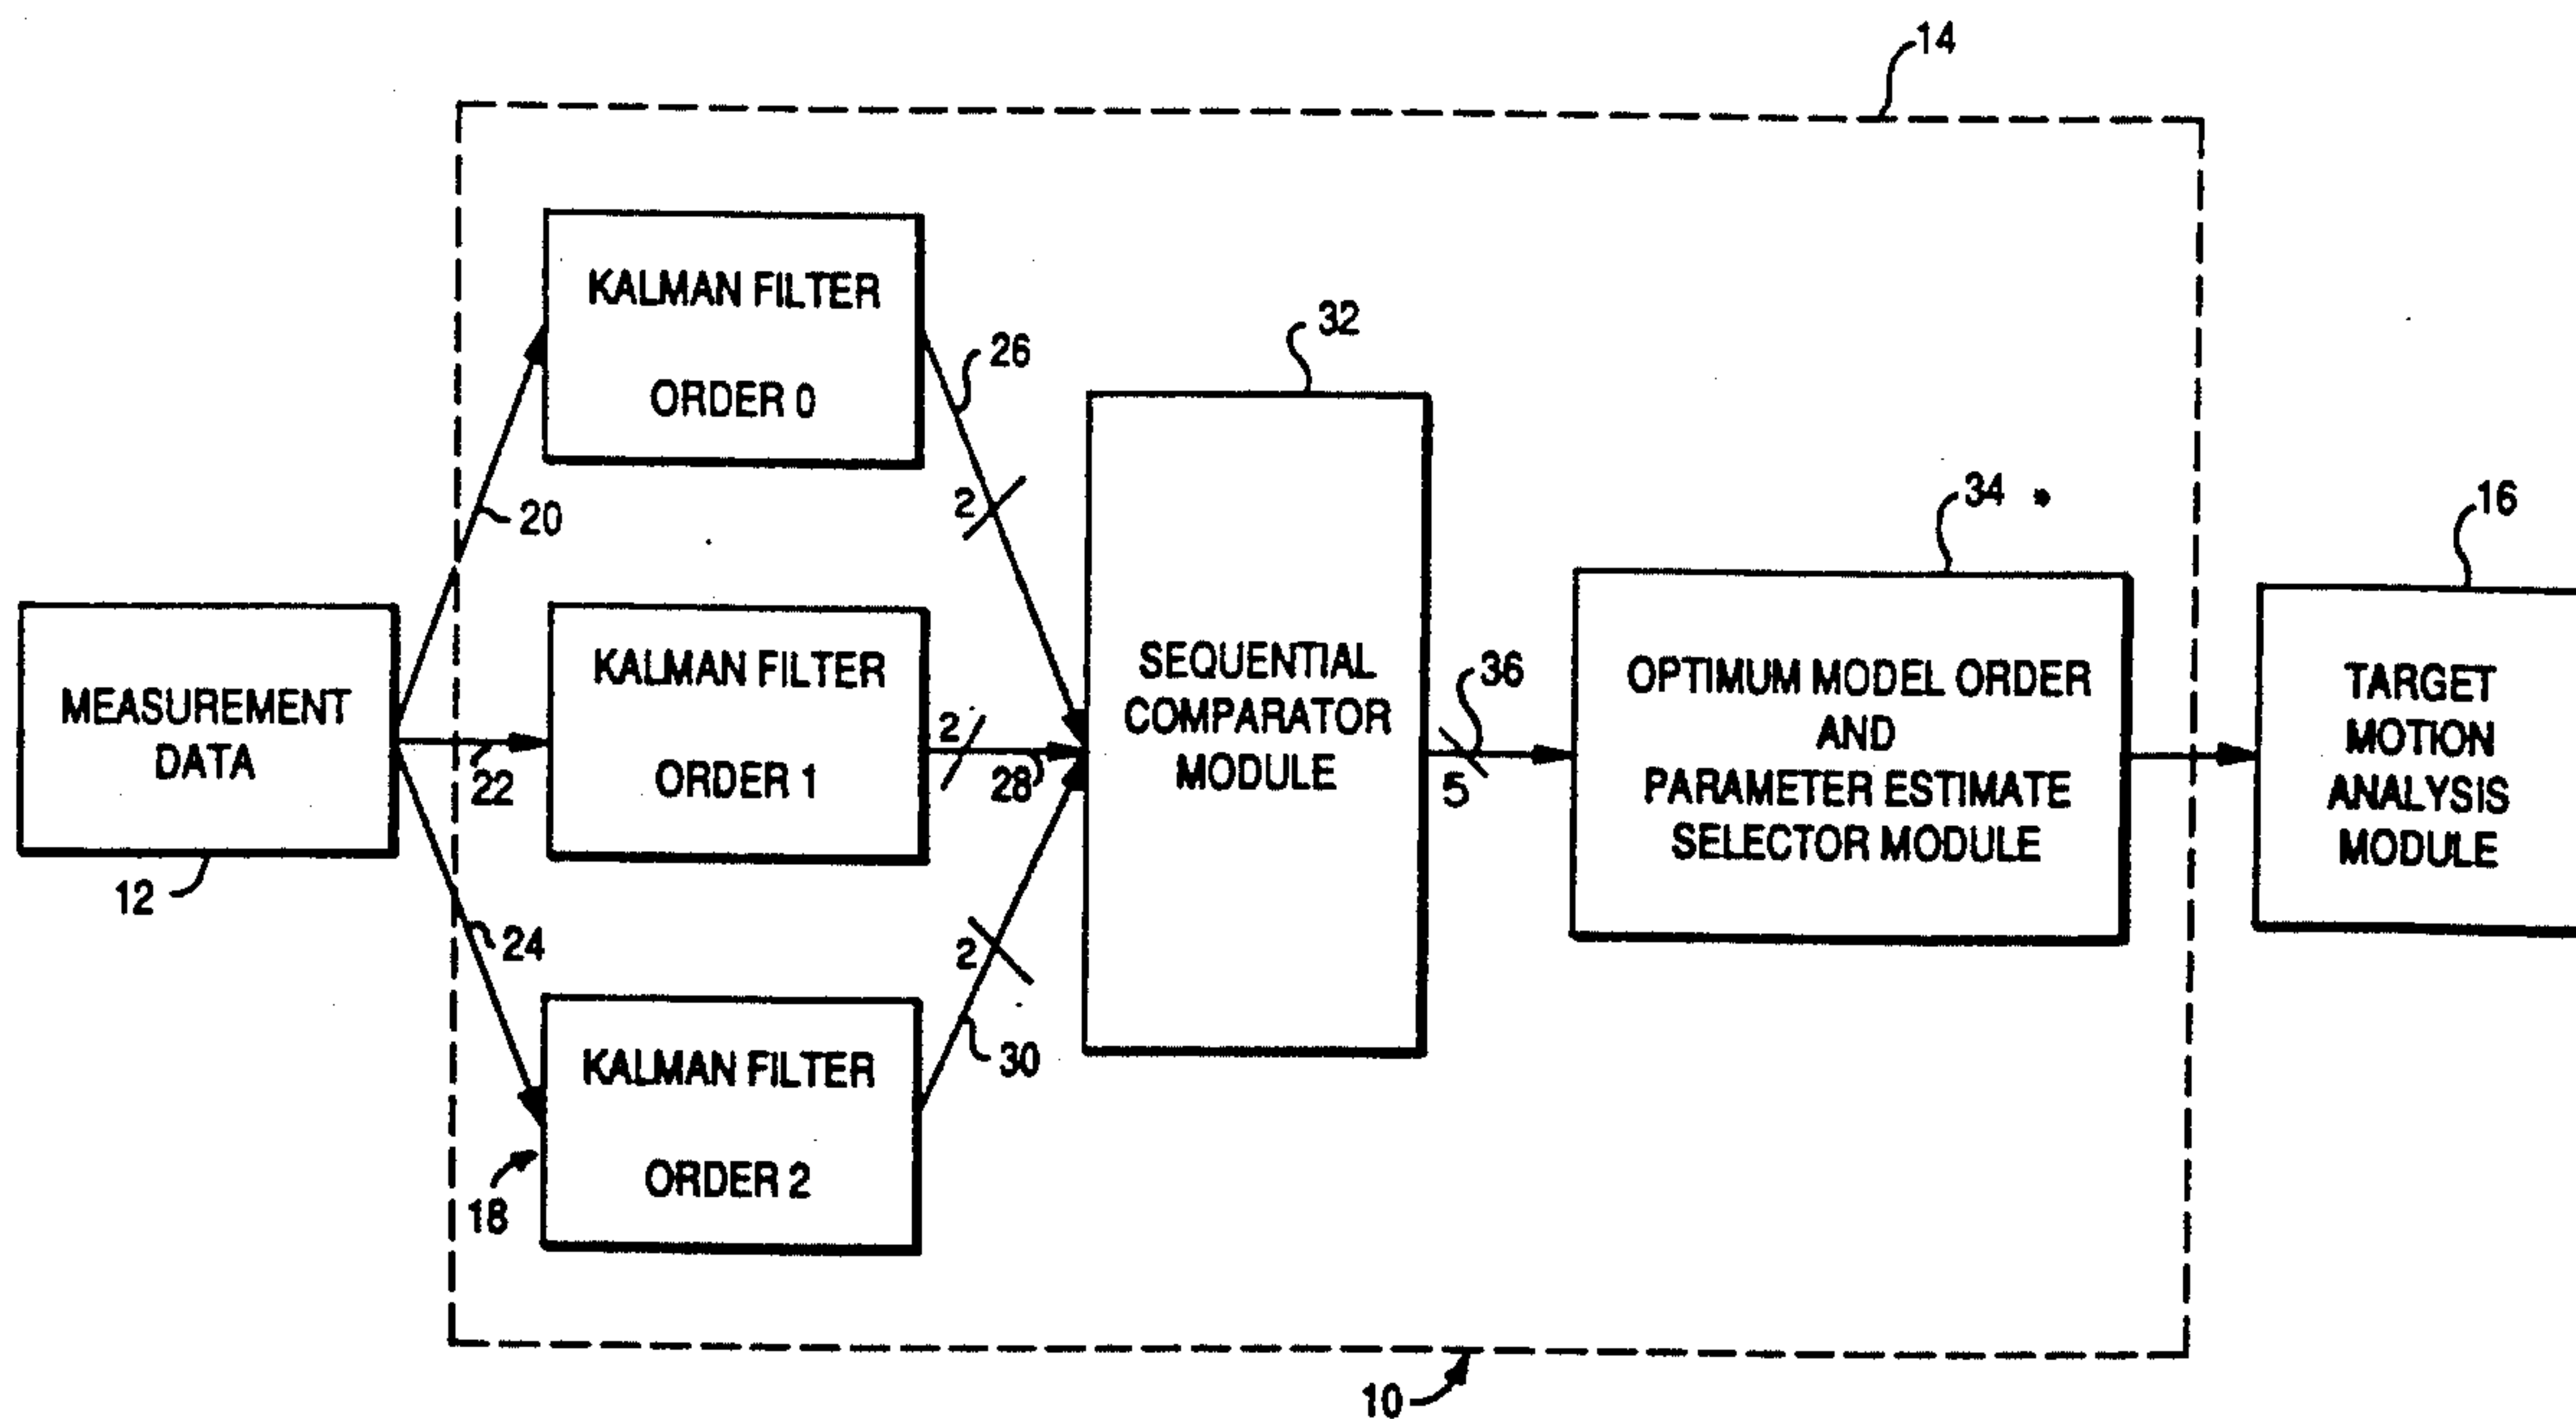 14
KALMAN FILTER
ORDER 0
26
32
2
20
34
16
MEASUREMENT
DATA
12
22
KALMAN FILTER
ORDER 1
2
28
SEQUENTIAL
COMPARATOR
MODULE
36
5
OPTIMUM MODEL ORDER
AND
PARAMETER ESTIMATE
SELECTOR MODULE
TARGET
MOTION
ANALYSIS
MODULE
24
2
30
KALMAN FILTER
ORDER 2
18
10